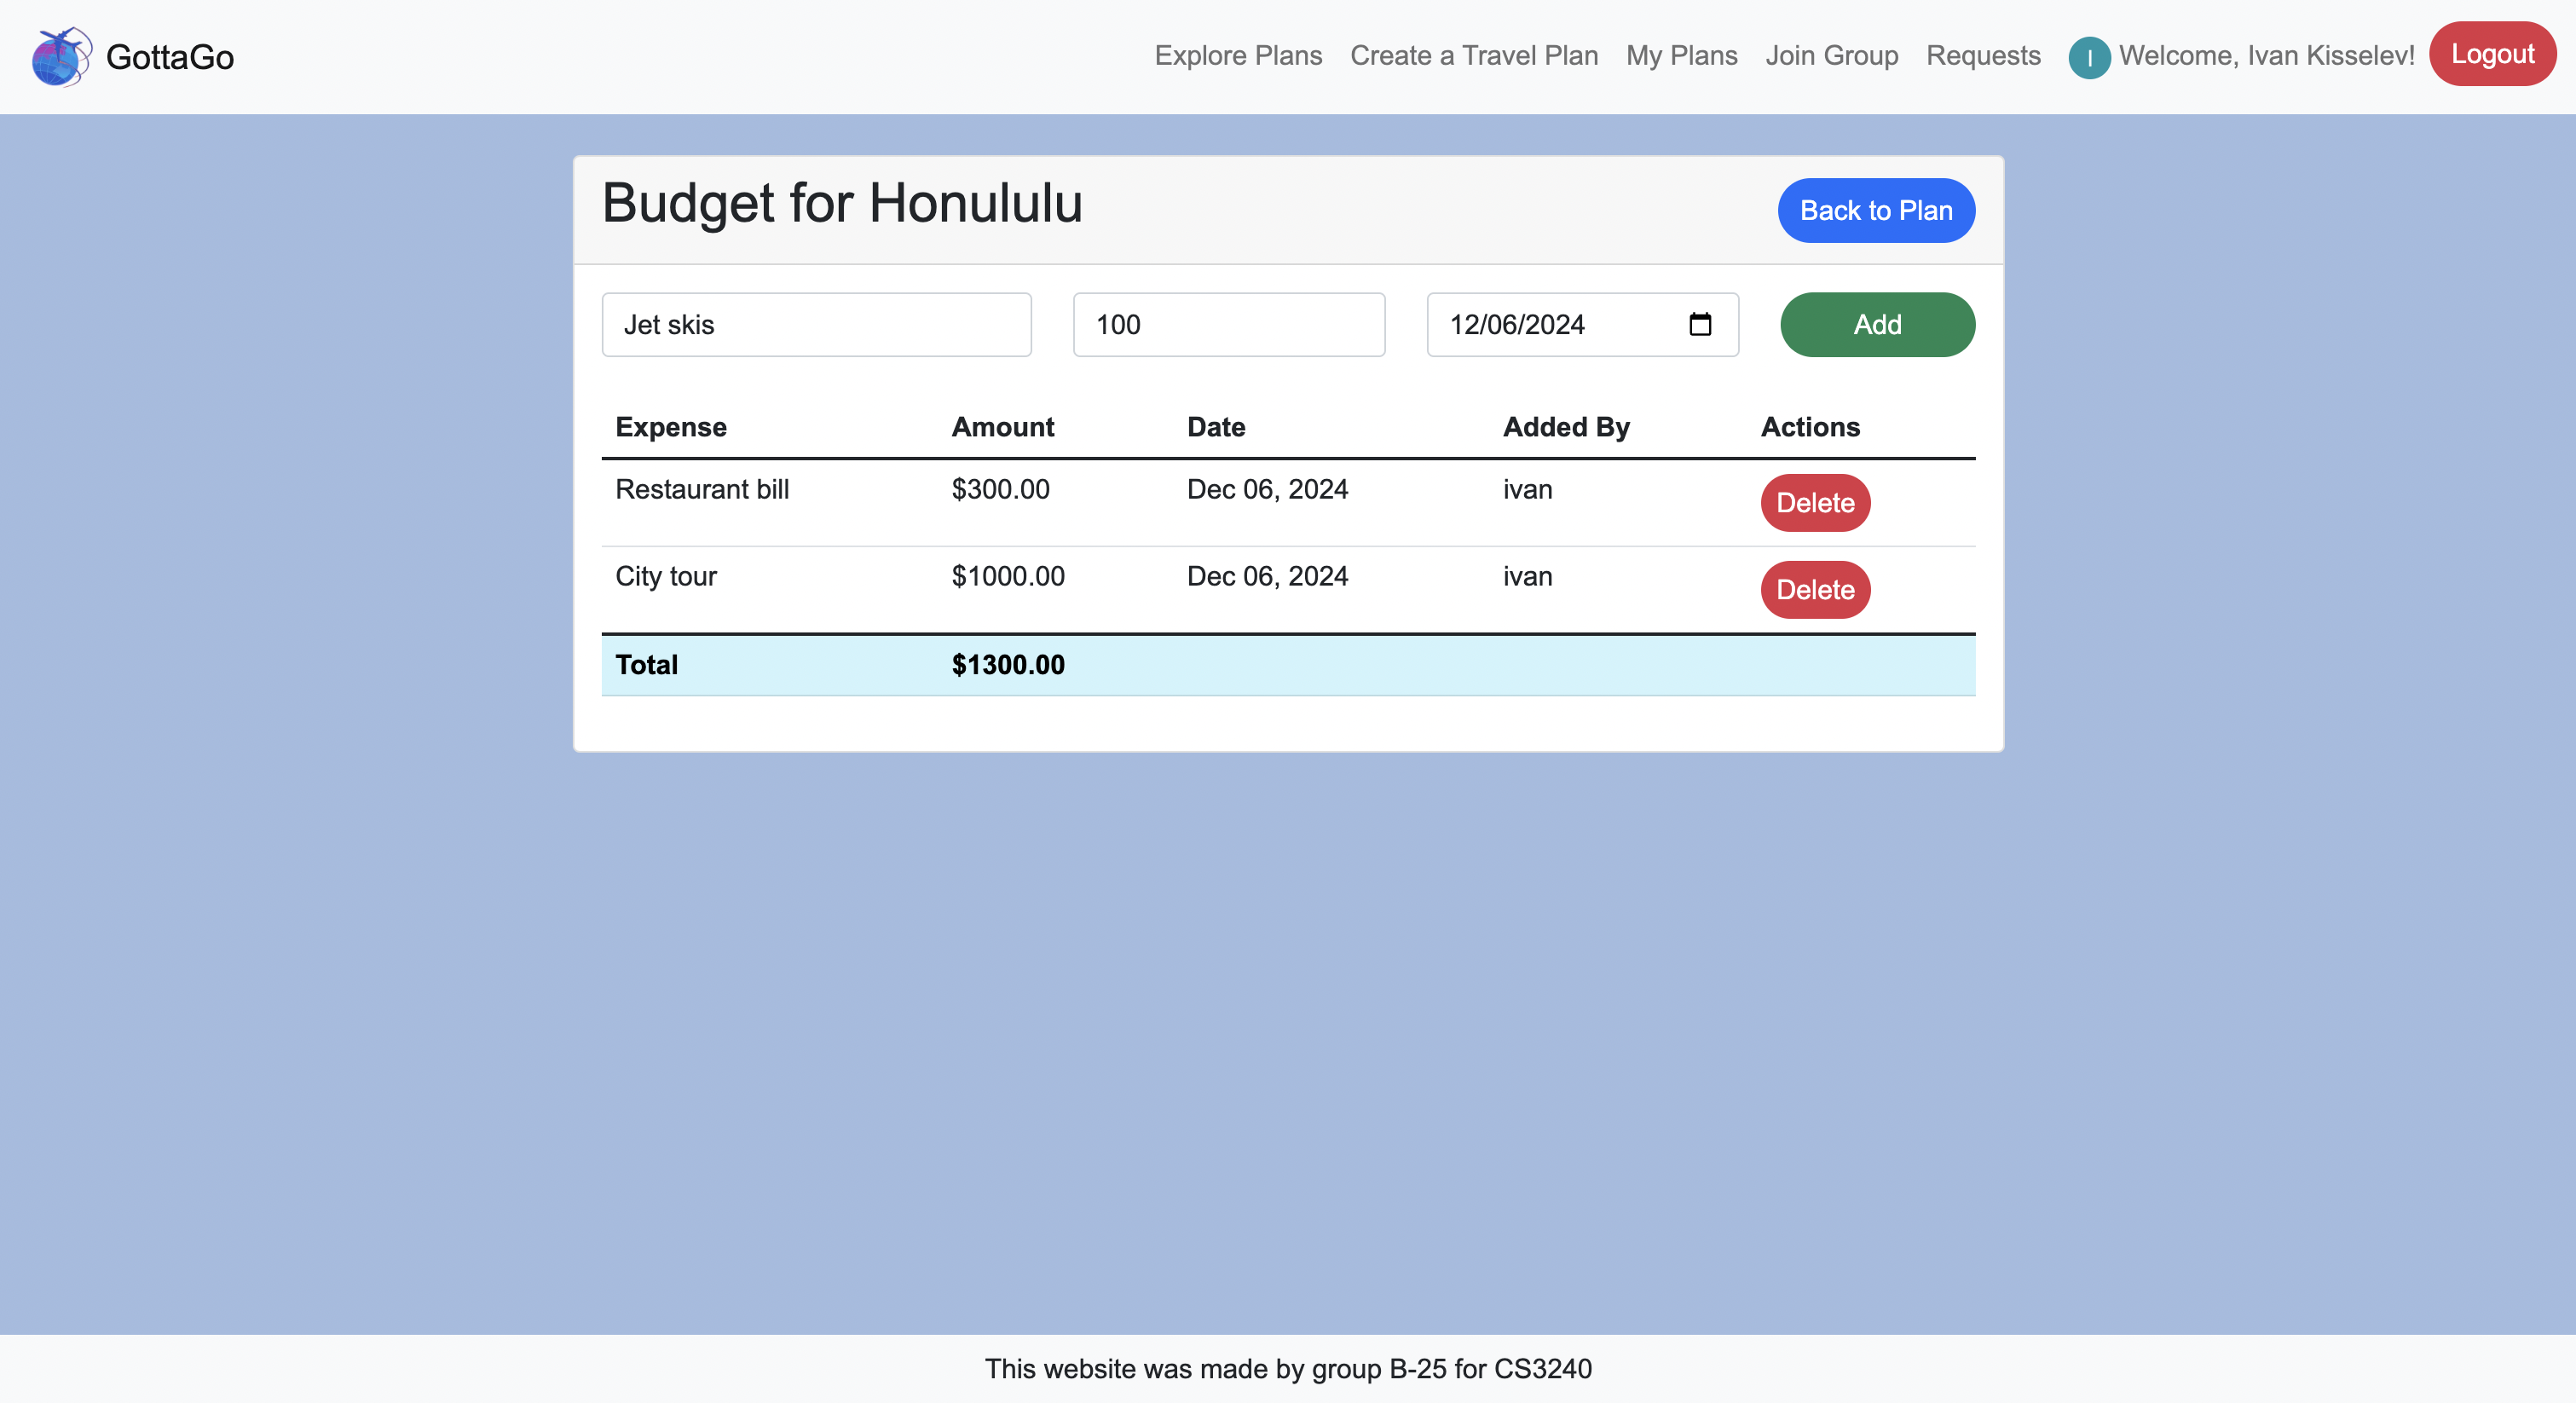 GottaGo Explore Plans Create a Travel Plan My Plans Join Group Requests I Welcome, Ivan Kisselev! Logout
Budget for Honululu Back to Plan
Jet skis 100 12/06/2024 Add
Expense Amount Date Added By Actions
Restaurant bill $300.00 Dec 06, 2024 ivan Delete
City tour $1000.00 Dec 06, 2024 ivan Delete
Total $1300.00
This website was made by group B-25 for CS3240